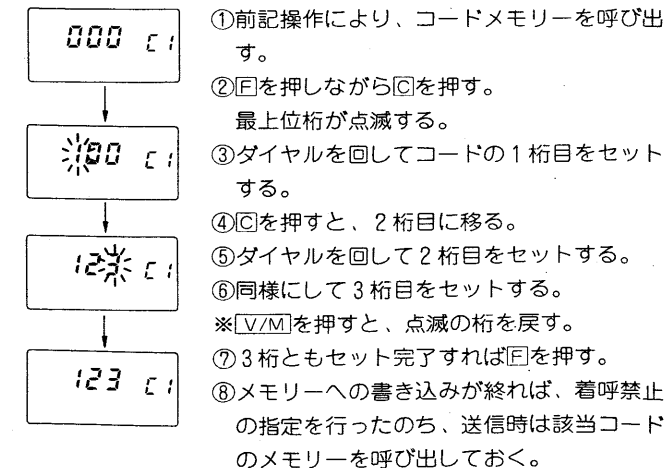 000 C1
100 C1
123 C1
123 C1
①前記操作により、コードメモリーを呼び出
す。
②Fを押しながらCを押す。
最上位桁が点滅する。
③ダイヤルを回してコードの1桁目をセット
する。
④Cを押すと、2桁目に移る。
⑤ダイヤルを回して2桁目をセットする。
⑥同様にして3桁目をセットする。
※V/Mを押すと、点滅の桁を戻す。
⑦3桁ともセット完了すればFを押す。
⑧メモリーへの書き込みが終れば、着呼禁止
の指定を行ったのち、送信時は該当コード
のメモリーを呼び出しておく。